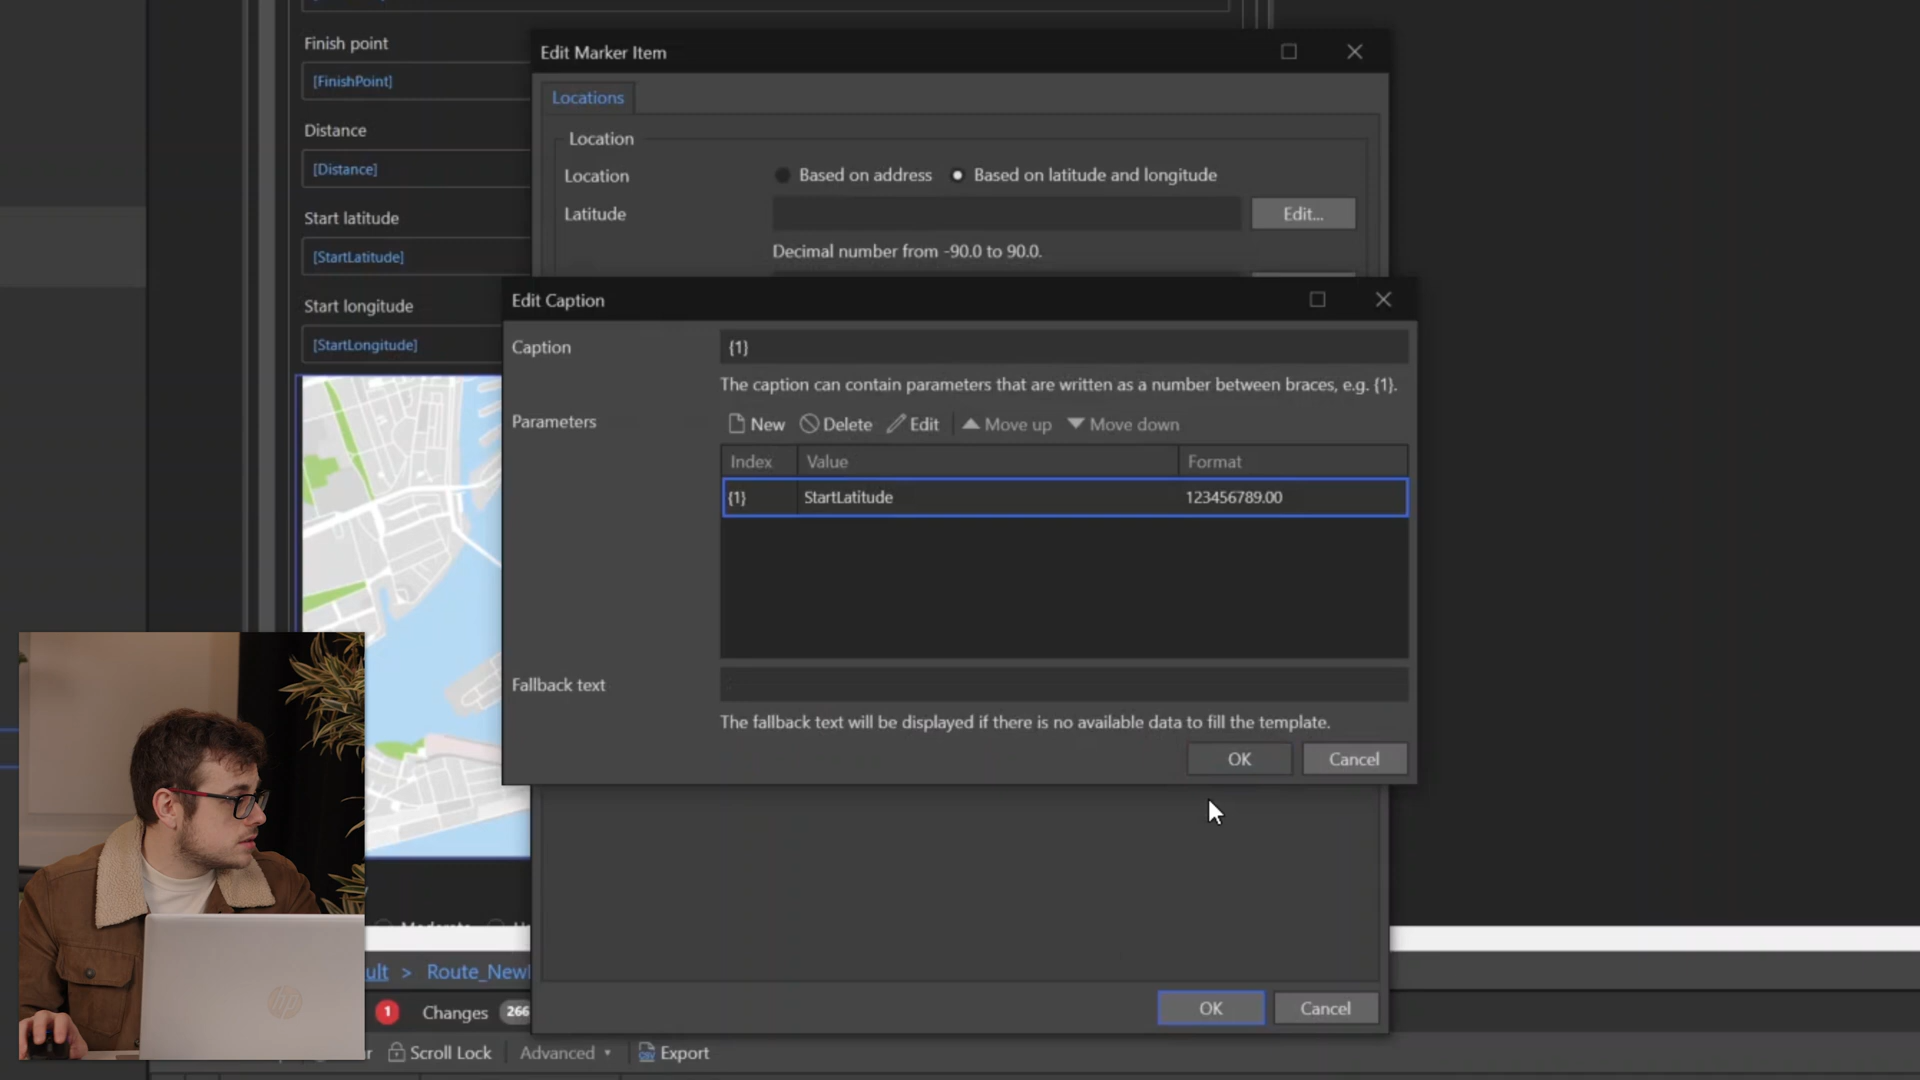 Finish point
[FinishPoint]
Distance
[Distance]
Start latitude
[StartLatitude]
Start longitude
[StartLongitude]
Edit Marker Item
Locations
Location
Location
Based on address
Based on latitude and longitude
Latitude
Edit...
Decimal number from -90.0 to 90.0.
Edit Caption
Caption
{1}
The caption can contain parameters that are written as a number between braces, e.g. {1}.
Parameters
New
Delete
Edit
Move up
Move down
Index
Value
Format
{1}
StartLatitude
123456789.00
Fallback text
The fallback text will be displayed if there is no available data to fill the template.
OK
Cancel
ult > Route_New
OK
Cancel
1
Changes
266
Scroll Lock
Advanced
Export
hp